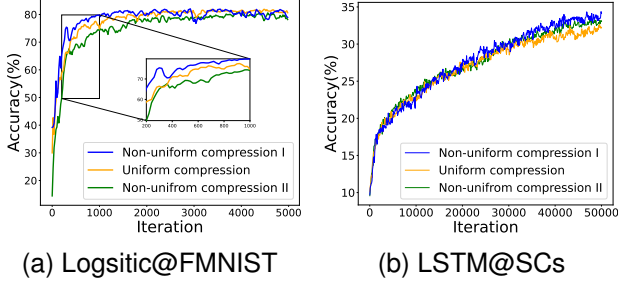 80
70
60
50
40
30
20
Accuracy(%)
70
60
50
200
400
600
800
1000
Non-uniform compression I
Uniform compression
Non-unifrom compression II
0
1000
2000
3000
4000
5000
Iteration
(a) Logsitic@FMNIST
35
30
25
20
15
10
Accuracy(%)
Non-uniform compression I
Uniform compression
Non-unifrom compression II
0
10000
20000
30000
40000
50000
Iteration
(b) LSTM@SCs